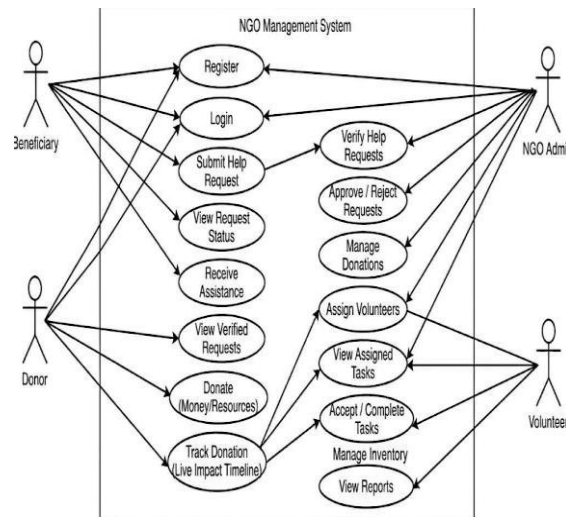 NGO Management System
Register
Login
Submit Help
Request
View Request
Status
Receive
Assistance
View Verified
Requests
Donate
(Money/Resources)
Track Donation
(Live Impact Timeline)
Verify Help
Requests
Approve / Reject
Requests
Manage
Donations
Assign Volunteers
View Assigned
Tasks
Accept / Complete
Tasks
Manage Inventory
View Reports
Beneficiary
Donor
NGO Admi
Volunteer